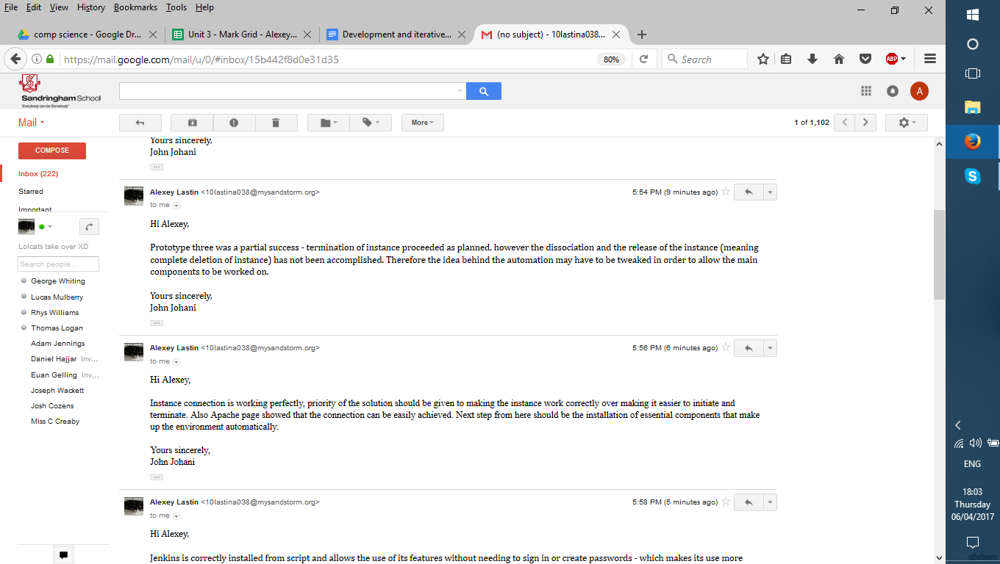 File Edit View History Bookmarks Tools Help
comp science - Google Dr...
Unit 3 - Mark Grid - Alexey...
Development and iterative...
(no subject) - 10lastina038...
https://mail.google.com/mail/u/0/#inbox/15b442f8d0e31d35
80%
Search
ABP
Sandringham School
'Everybody can be Somebody'
A
Mail
More
1 of 1,102
COMPOSE
Inbox (222)
Starred
Important
Lolcats take over XD
Search people...
George Whiting
Lucas Mulberry
Rhys Williams
Thomas Logan
Adam Jennings
Daniel Hajjar Inv...
Euan Gelling Inv...
Joseph Wackett
Josh Cozens
Miss C Creaby
Yours sincerely,
John Johani
Alexey Lastin <10lastina038@mysandstorm.org>
5:54 PM (9 minutes ago)
to me
Hi Alexey,
Prototype three was a partial success - termination of instance proceeded as planned, however the dissociation and the release of the instance (meaning
complete deletion of instance) has not been accomplished. Therefore the idea behind the automation may have to be tweaked in order to allow the main
components to be worked on.
Yours sincerely,
John Johani
Alexey Lastin <10lastina038@mysandstorm.org>
5:56 PM (6 minutes ago)
to me
Hi Alexey,
Instance connection is working perfectly, priority of the solution should be given to making the instance work correctly over making it easier to initiate and
terminate. Also Apache page showed that the connection can be easily achieved. Next step from here should be the installation of essential components that make
up the environment automatically.
Yours sincerely,
John Johani
Alexey Lastin <10lastina038@mysandstorm.org>
5:58 PM (5 minutes ago)
to me
Hi Alexey,
Jenkins is correctly installed from script and allows the use of its features without needing to sign in or create passwords - which makes its use more
ENG
18:03
Thursday
06/04/2017